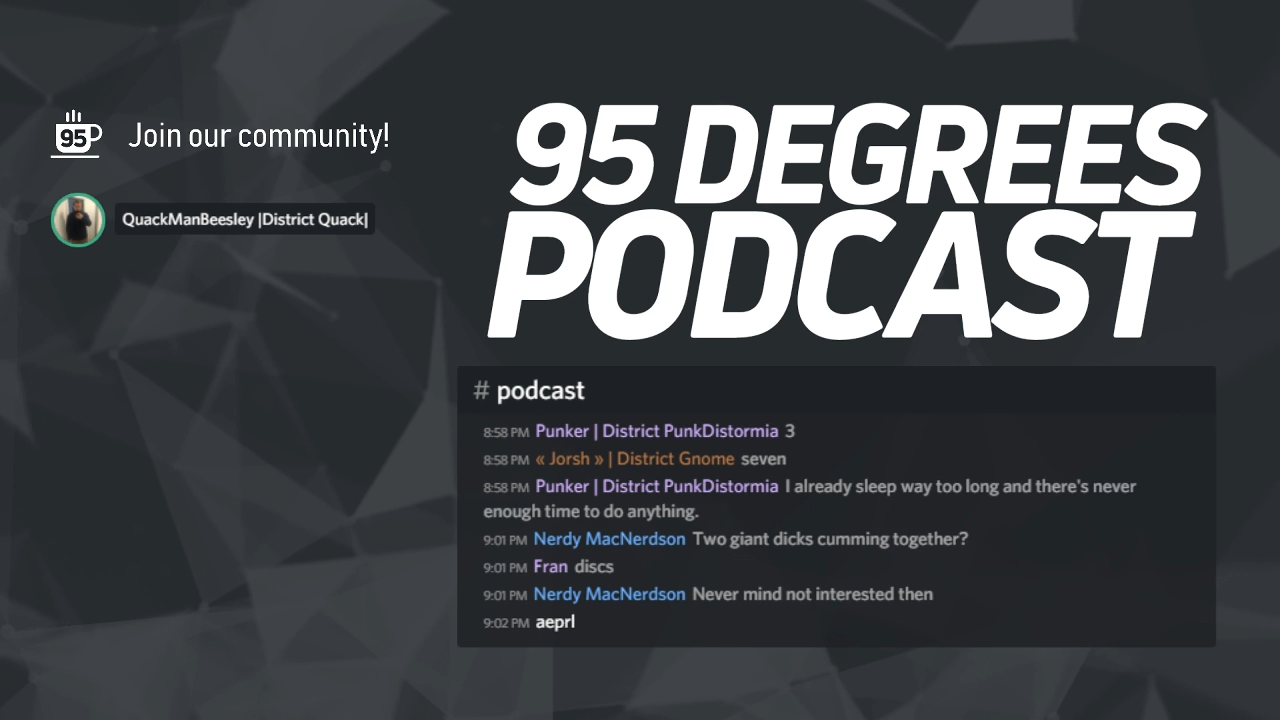 95
Join our community!
QuackManBeesley |District Quack|
95 DEGREES
PODCAST
# podcast
8:58 PM Punker | District PunkDistormia 3
8:58 PM « Jorsh » | District Gnome seven
8:58 PM Punker | District PunkDistormia I already sleep way too long and there's never
enough time to do anything.
9:01 PM Nerdy MacNerdson Two giant dicks cumming together?
9:01 PM Fran discs
9:01 PM Nerdy MacNerdson Never mind not interested then
9:02 PM aeprl